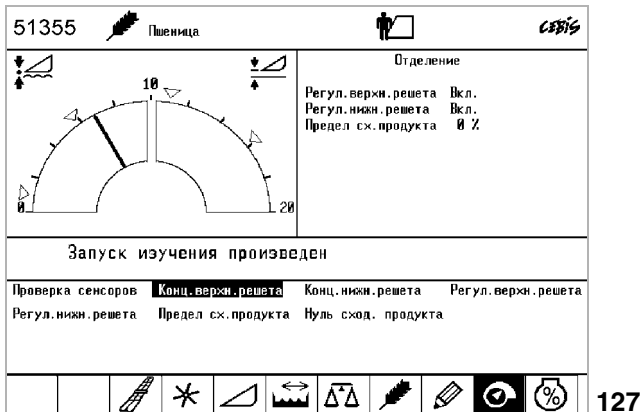 51355 Пшеница CEBIS
Отделение
Регул.верхн.решета Вкл.
Регул.нижн.решета Вкл.
Предел сх.продукта 0 %
10
0 20
Запуск изучения произведен
Проверка сенсоров Конц.верхн.решета Конц.нижн.решета Регул.верхн.решета
Регул.нижн.решета Предел сх.продукта Нуль сход. продукта
%
127